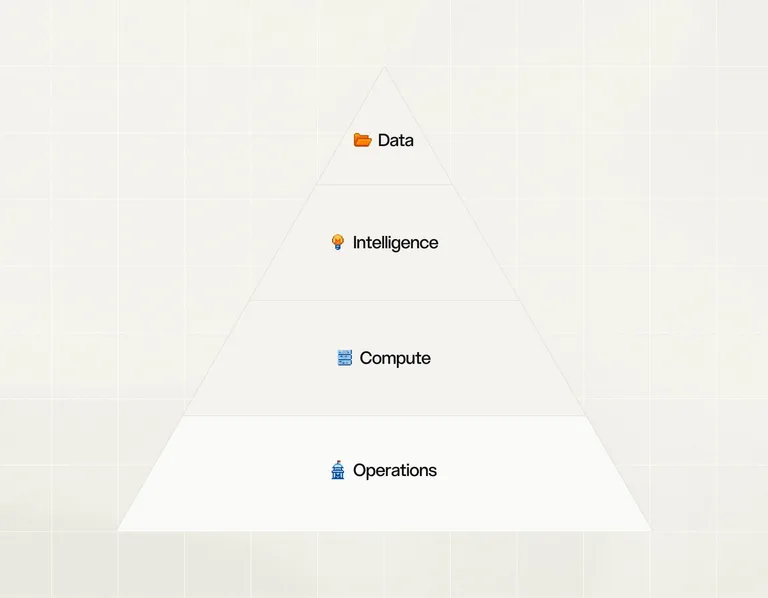 Data
Intelligence
Compute
Operations